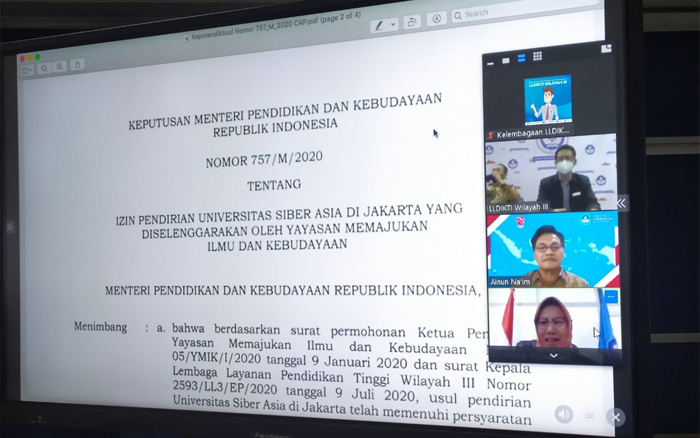 Kepmendikbud Nomor 757_M_2020 CAP.pdf (page 2 of 4)
Search
KEPUTUSAN MENTERI PENDIDIKAN DAN KEBUDAYAAN
REPUBLIK INDONESIA
NOMOR 757/M/2020
TENTANG
IZIN PENDIRIAN UNIVERSITAS SIBER ASIA DI JAKARTA YANG
DISELENGGARAKAN OLEH YAYASAN MEMAJUKAN
ILMU DAN KEBUDAYAAN
MENTERI PENDIDIKAN DAN KEBUDAYAAN REPUBLIK INDONESIA,
Menimbang : a. bahwa berdasarkan surat permohonan Ketua Pen
Yayasan Memajukan Ilmu dan Kebudayaan
05/YMIK/I/2020 tanggal 9 Januari 2020 dan surat Kepala
Lembaga Layanan Pendidikan Tinggi Wilayah III Nomor
2593/LL3/EP/2020 tanggal 9 Juli 2020, usul pendirian
Universitas Siber Asia di Jakarta telah memenuhi persyaratan
LLDIKTI WILAYAH III
Kelembagaan LLDIK...
LLDIKTI Wilayah III
Ainun Na'im